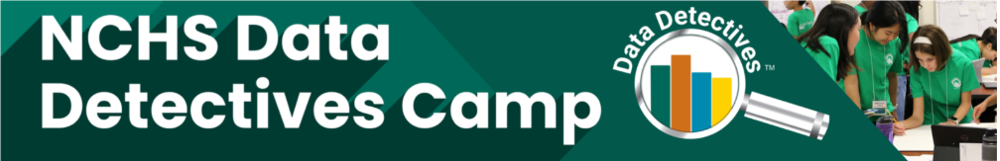 NCHS Data
Detectives Camp
Data Detectives
TM